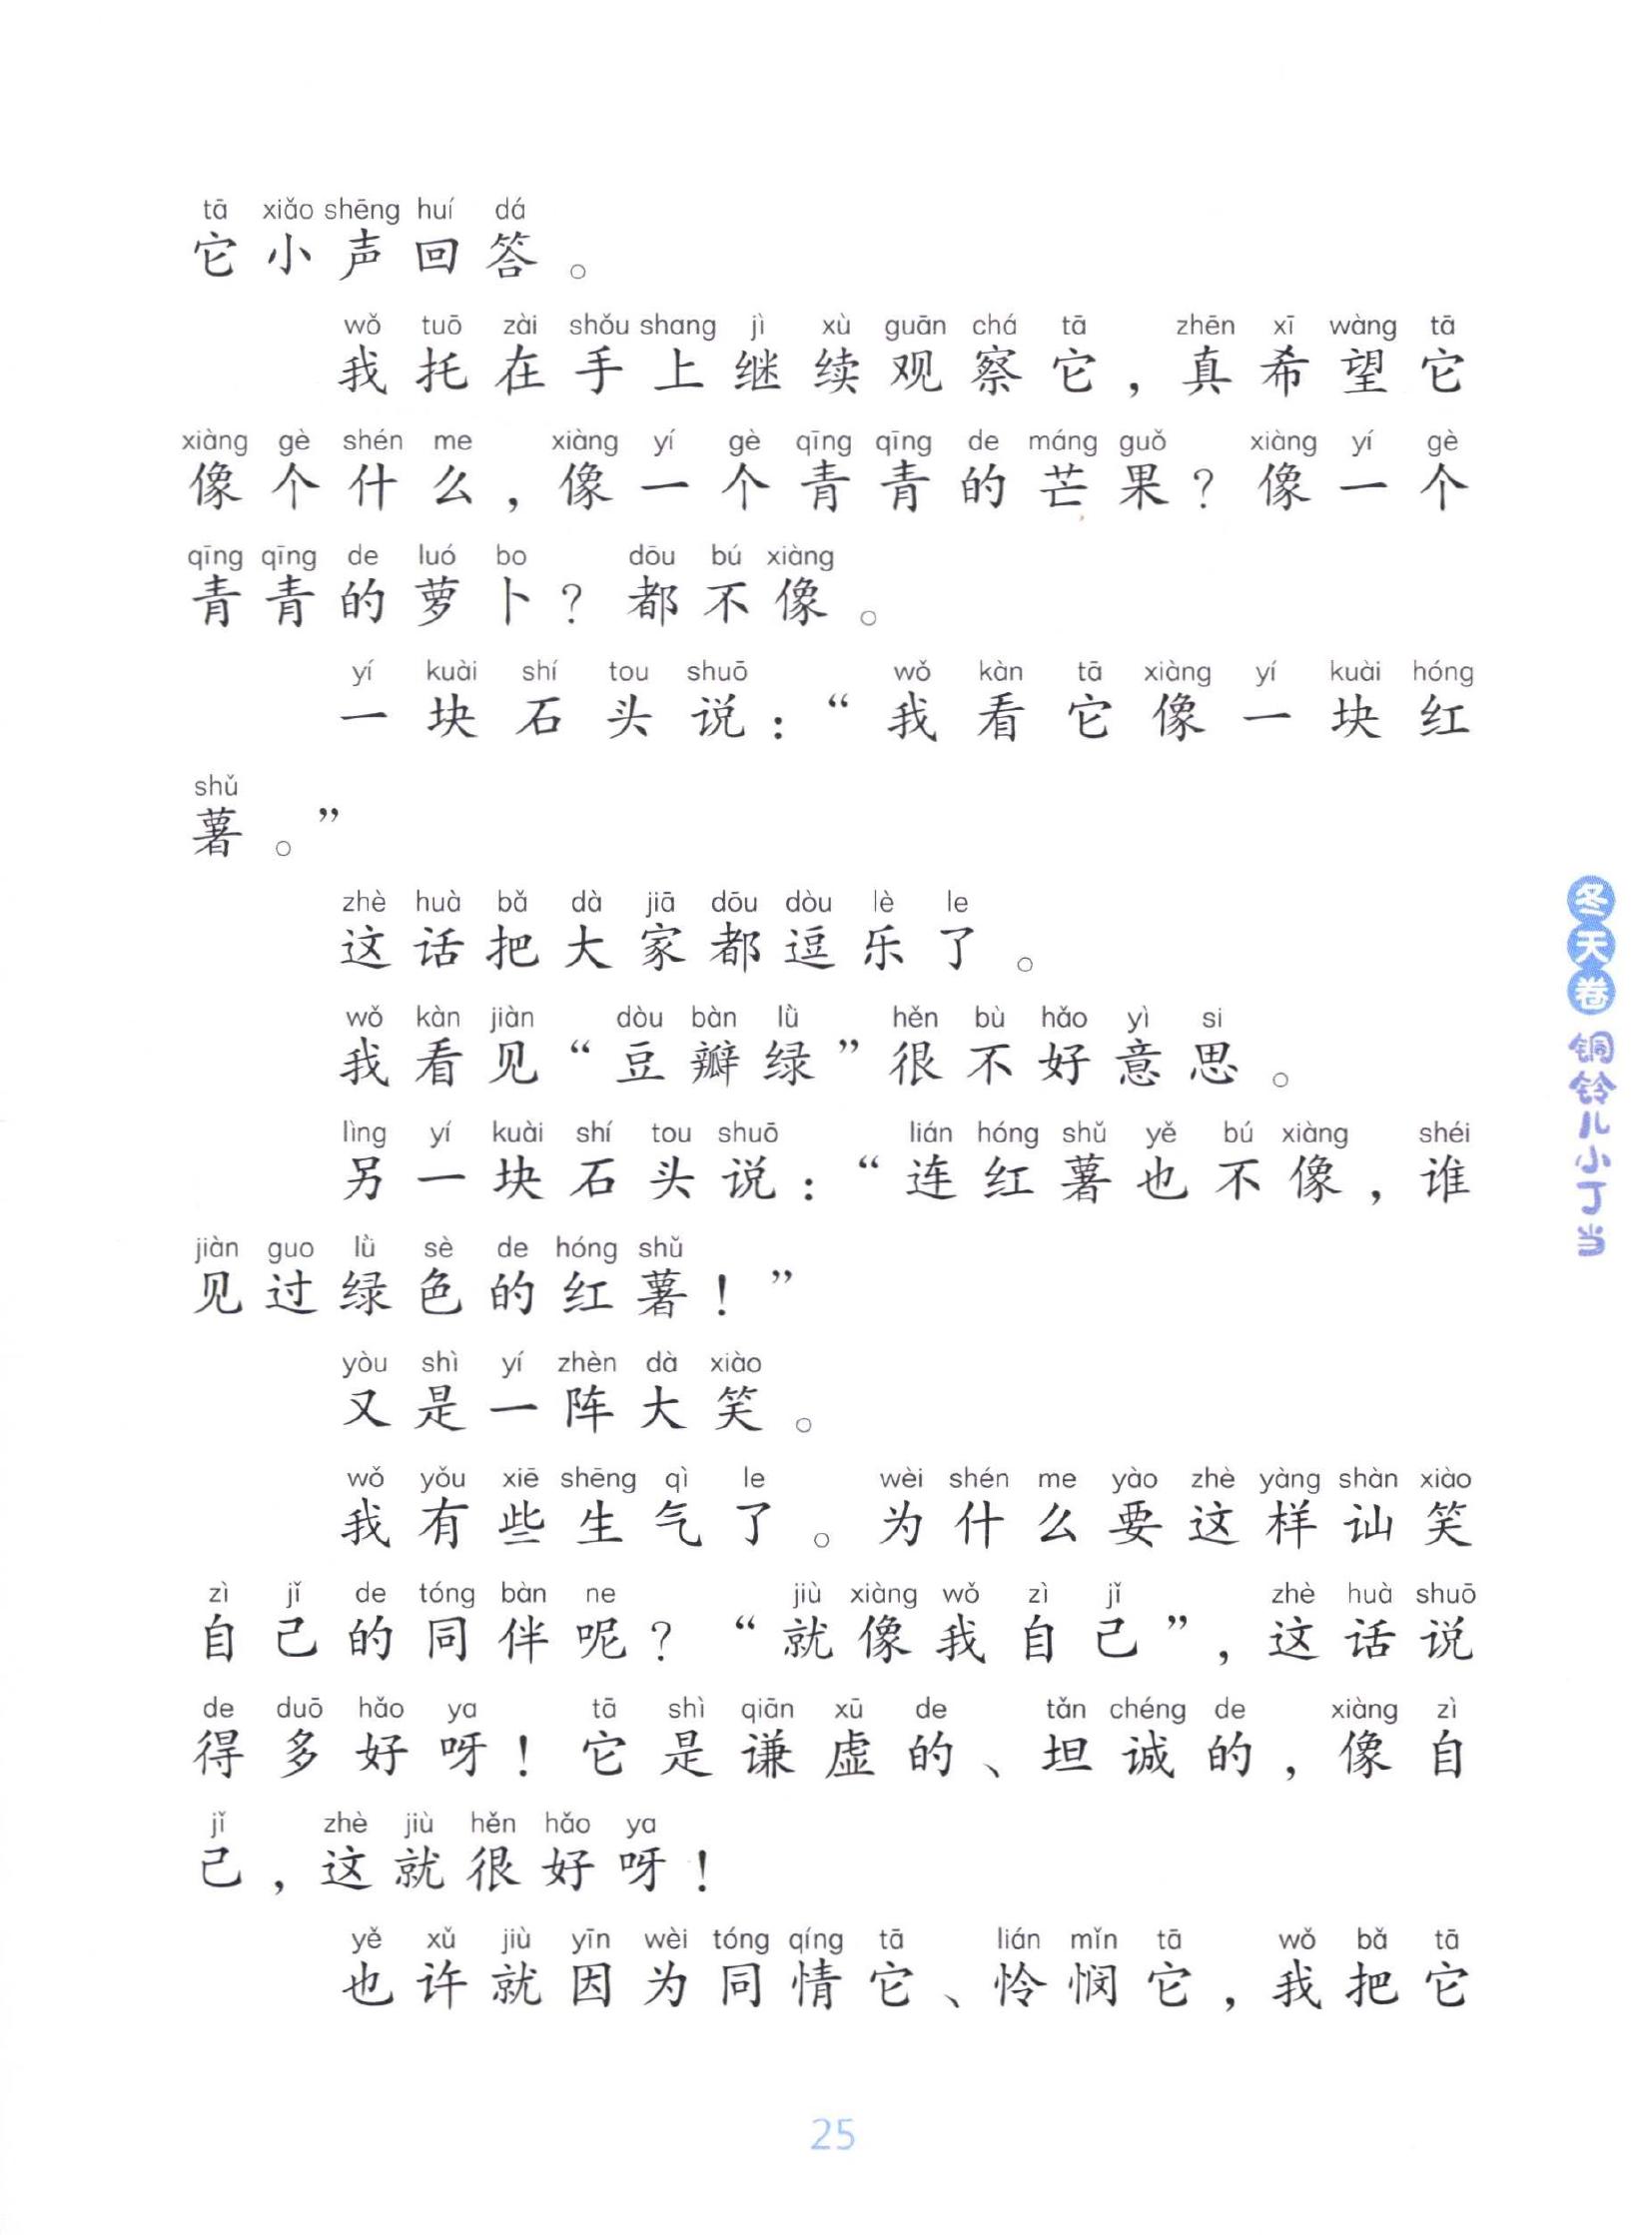 tā xiǎo shēng huí dá
它小声回答。
wǒ tuō zài shǒu shang jì xù guān chá tā zhēn xī wàng tā
我托在手上继续观察它，真希望它
xiàng gè shén me xiàng yí gè qīng qīng de máng guǒ xiàng yí gè
像个什么，像一个青青的芒果？像一个
qīng qīng de luó bo dōu bú xiàng
青青的萝卜？都不像。
yí kuài shí tou shuō wǒ kàn tā xiàng yí kuài hóng
一块石头说：“我看它像一块红
shǔ
薯。”
zhè huà bǎ dà jiā dōu dòu lè le
这话把大家都逗乐了。
wǒ kàn jiàn dòu bàn lǜ hěn bù hǎo yì si
我看见“豆瓣绿”很不好意思。
lìng yí kuài shí tou shuō lián hóng shǔ yě bú xiàng shéi
另一块石头说：“连红薯也不像，谁
jiàn guo lǜ sè de hóng shǔ
见过绿色的红薯！”
yòu shì yí zhèn dà xiào
又是一阵大笑。
wǒ yǒu xiē shēng qì le wèi shén me yào zhè yàng shàn xiào
我有些生气了。为什么要这样讪笑
zì jǐ de tóng bàn ne jiù xiàng wǒ zì jǐ zhè huà shuō
自己的同伴呢？“就像我自己”，这话说
de duō hǎo ya tā shì qiān xū de tǎn chéng de xiàng zì
得多好呀！它是谦虚的、坦诚的，像自
jǐ zhè jiù hěn hǎo ya
己，这就很好呀！
yě xǔ jiù yīn wèi tóng qíng tā lián mǐn tā wǒ bǎ tā
也许就因为同情它、怜悯它，我把它
冬天卷 铜铃儿小丁当
25